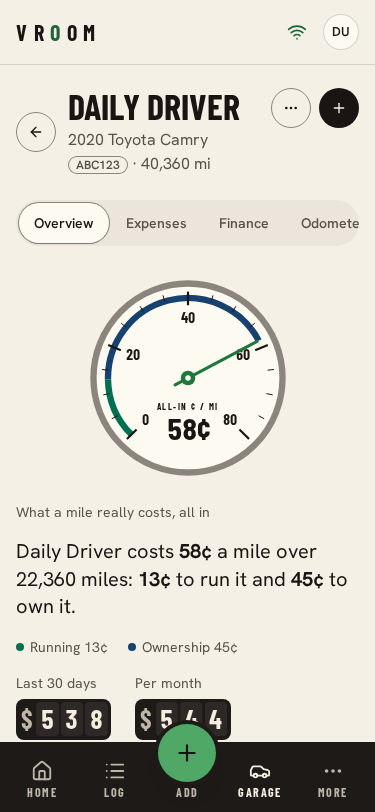 VROOM
DU
DAILY DRIVER
2020 Toyota Camry
ABC123 · 40,360 mi
Overview Expenses Finance Odomete
40
20 60
0 80
ALL-IN ¢ / MI
58¢
What a mile really costs, all in
Daily Driver costs 58¢ a mile over
22,360 miles: 13¢ to run it and 45¢ to
own it.
Running 13¢ Ownership 45¢
Last 30 days Per month
$538 $544
HOME LOG ADD GARAGE MORE